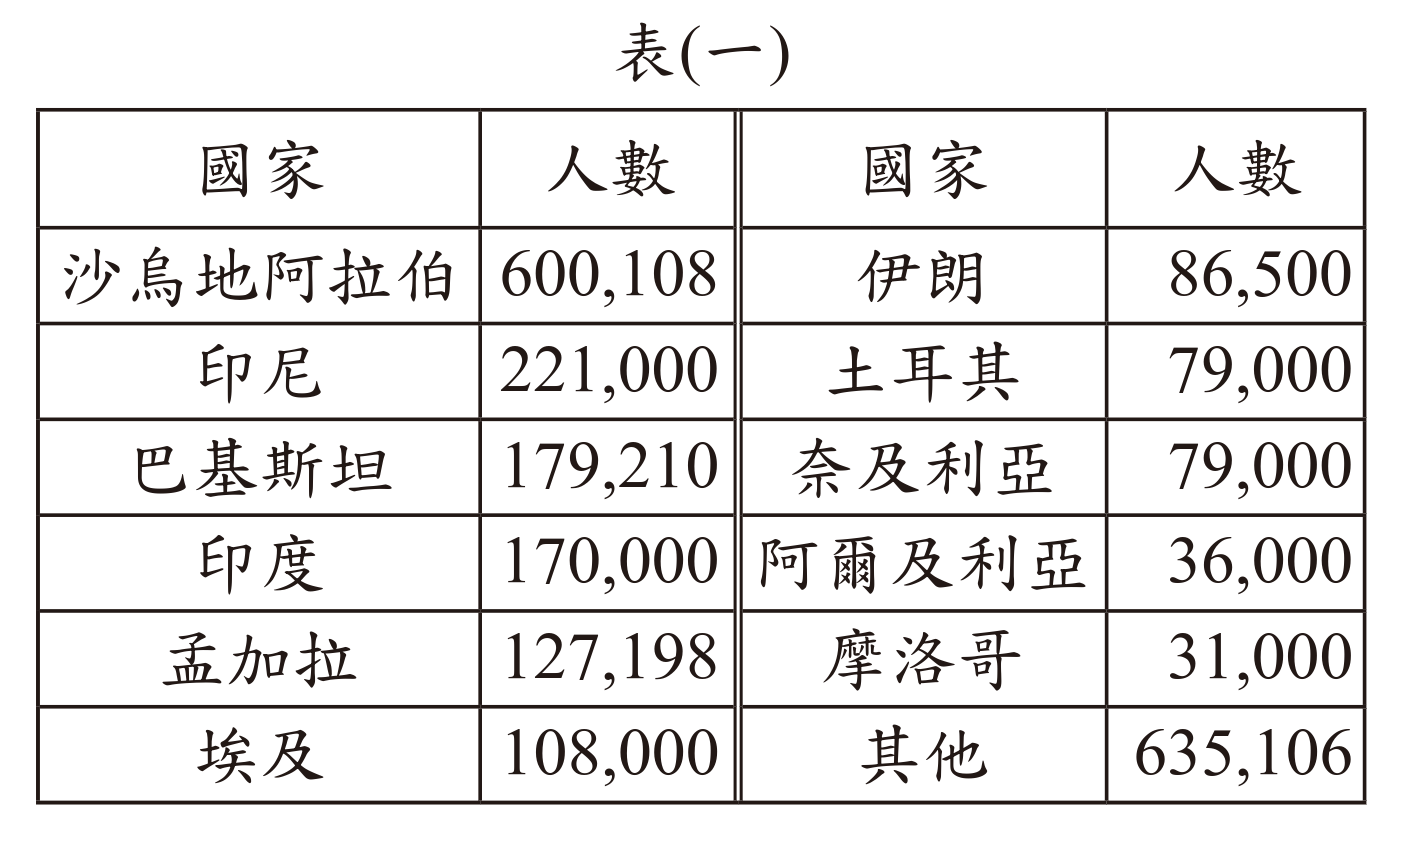 表(一)
國家 人數 國家 人數
沙烏地阿拉伯 600,108 伊朗 86,500
印尼 221,000 土耳其 79,000
巴基斯坦 179,210 奈及利亞 79,000
印度 170,000 阿爾及利亞 36,000
孟加拉 127,198 摩洛哥 31,000
埃及 108,000 其他 635,106